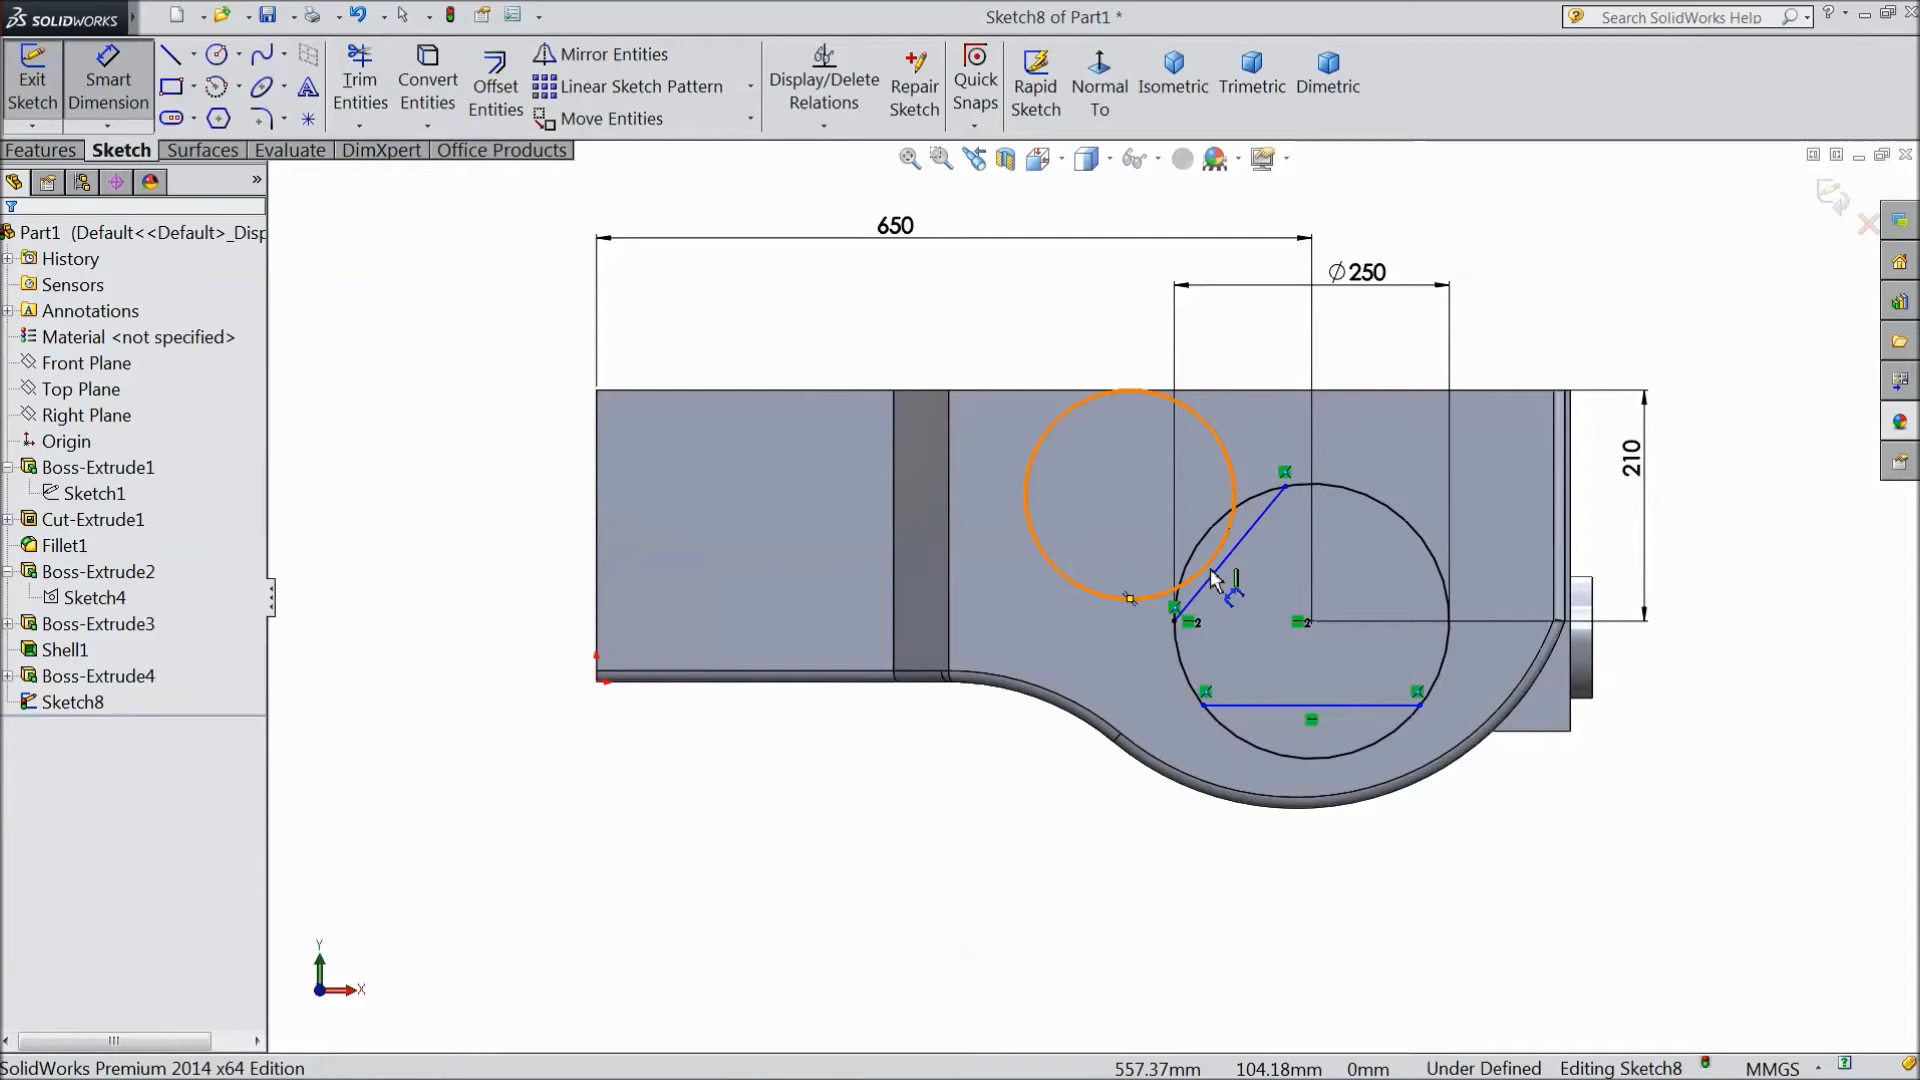 SOLIDWORKS
Sketch8 of Part1 *
Search SolidWorks Help
Exit Sketch
Smart Dimension
Trim Entities
Convert Entities
Offset Entities
Mirror Entities
Linear Sketch Pattern
Move Entities
Display/Delete Relations
Repair Sketch
Quick Snaps
Rapid Sketch
Normal To
Isometric
Trimetric
Dimetric
Features
Sketch
Surfaces
Evaluate
DimXpert
Office Products
Part1 (Default<<Default>_Disp
History
Sensors
Annotations
Material <not specified>
Front Plane
Top Plane
Right Plane
Origin
Boss-Extrude1
Sketch1
Cut-Extrude1
Fillet1
Boss-Extrude2
Sketch4
Boss-Extrude3
Shell1
Boss-Extrude4
Sketch8
650
∅250
210
2
2
Y
X
SolidWorks Premium 2014 x64 Edition
557.37mm
104.18mm
0mm
Under Defined
Editing Sketch8
MMGS